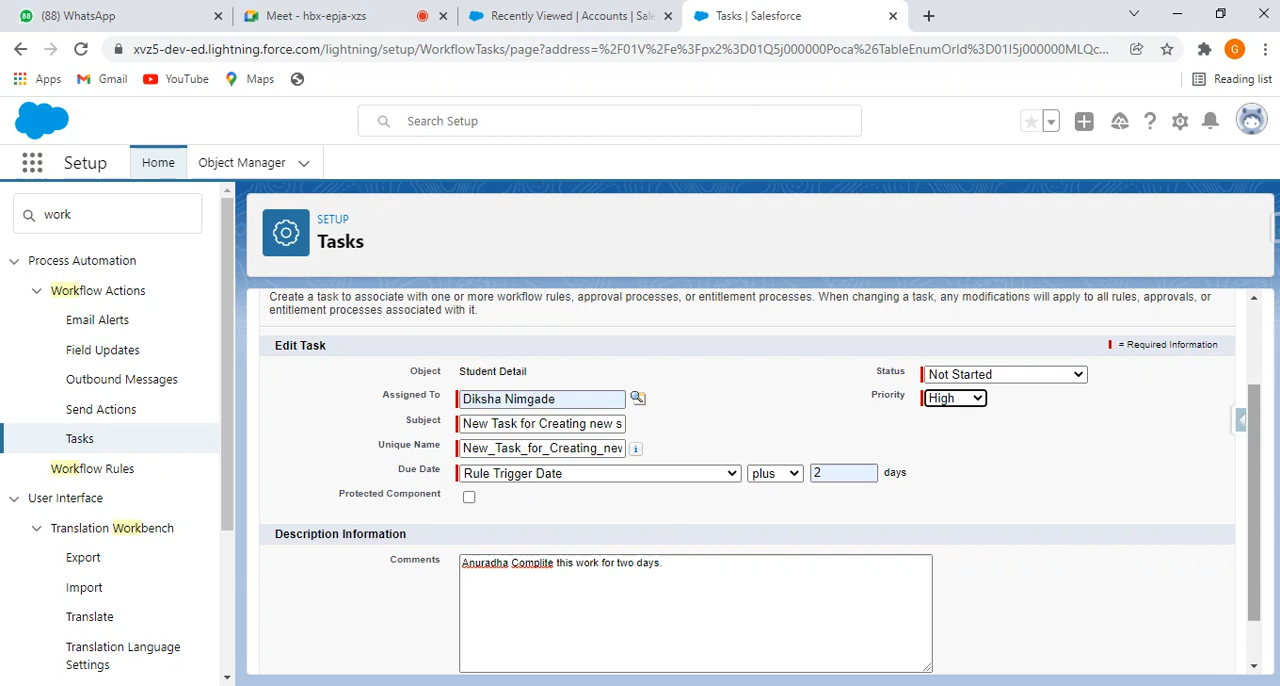 88 (88) WhatsApp
Meet - hbx-epja-xzs
Recently Viewed | Accounts | Sale
Tasks | Salesforce
xvz5-dev-ed.lightning.force.com/lightning/setup/WorkflowTasks/page?address=%2F01V%2Fe%3Fpx2%3D01Q5j000000Poca%26TableEnumOrId%3D01I5j000000MLQc...
G
Apps
Gmail
YouTube
Maps
Reading list
Search Setup
Setup
Home
Object Manager
work
Process Automation
Workflow Actions
Email Alerts
Field Updates
Outbound Messages
Send Actions
Tasks
Workflow Rules
User Interface
Translation Workbench
Export
Import
Translate
Translation Language
Settings
SETUP
Tasks
Create a task to associate with one or more workflow rules, approval processes, or entitlement processes. When changing a task, any modifications will apply to all rules, approvals, or
entitlement processes associated with it.
Edit Task
= Required Information
Object Student Detail
Status Not Started
Assigned To Diksha Nimgade
Priority High
Subject New Task for Creating new s
Unique Name New_Task_for_Creating_new i
Due Date Rule Trigger Date plus 2 days
Protected Component
Description Information
Comments Anuradha Complite this work for two days.